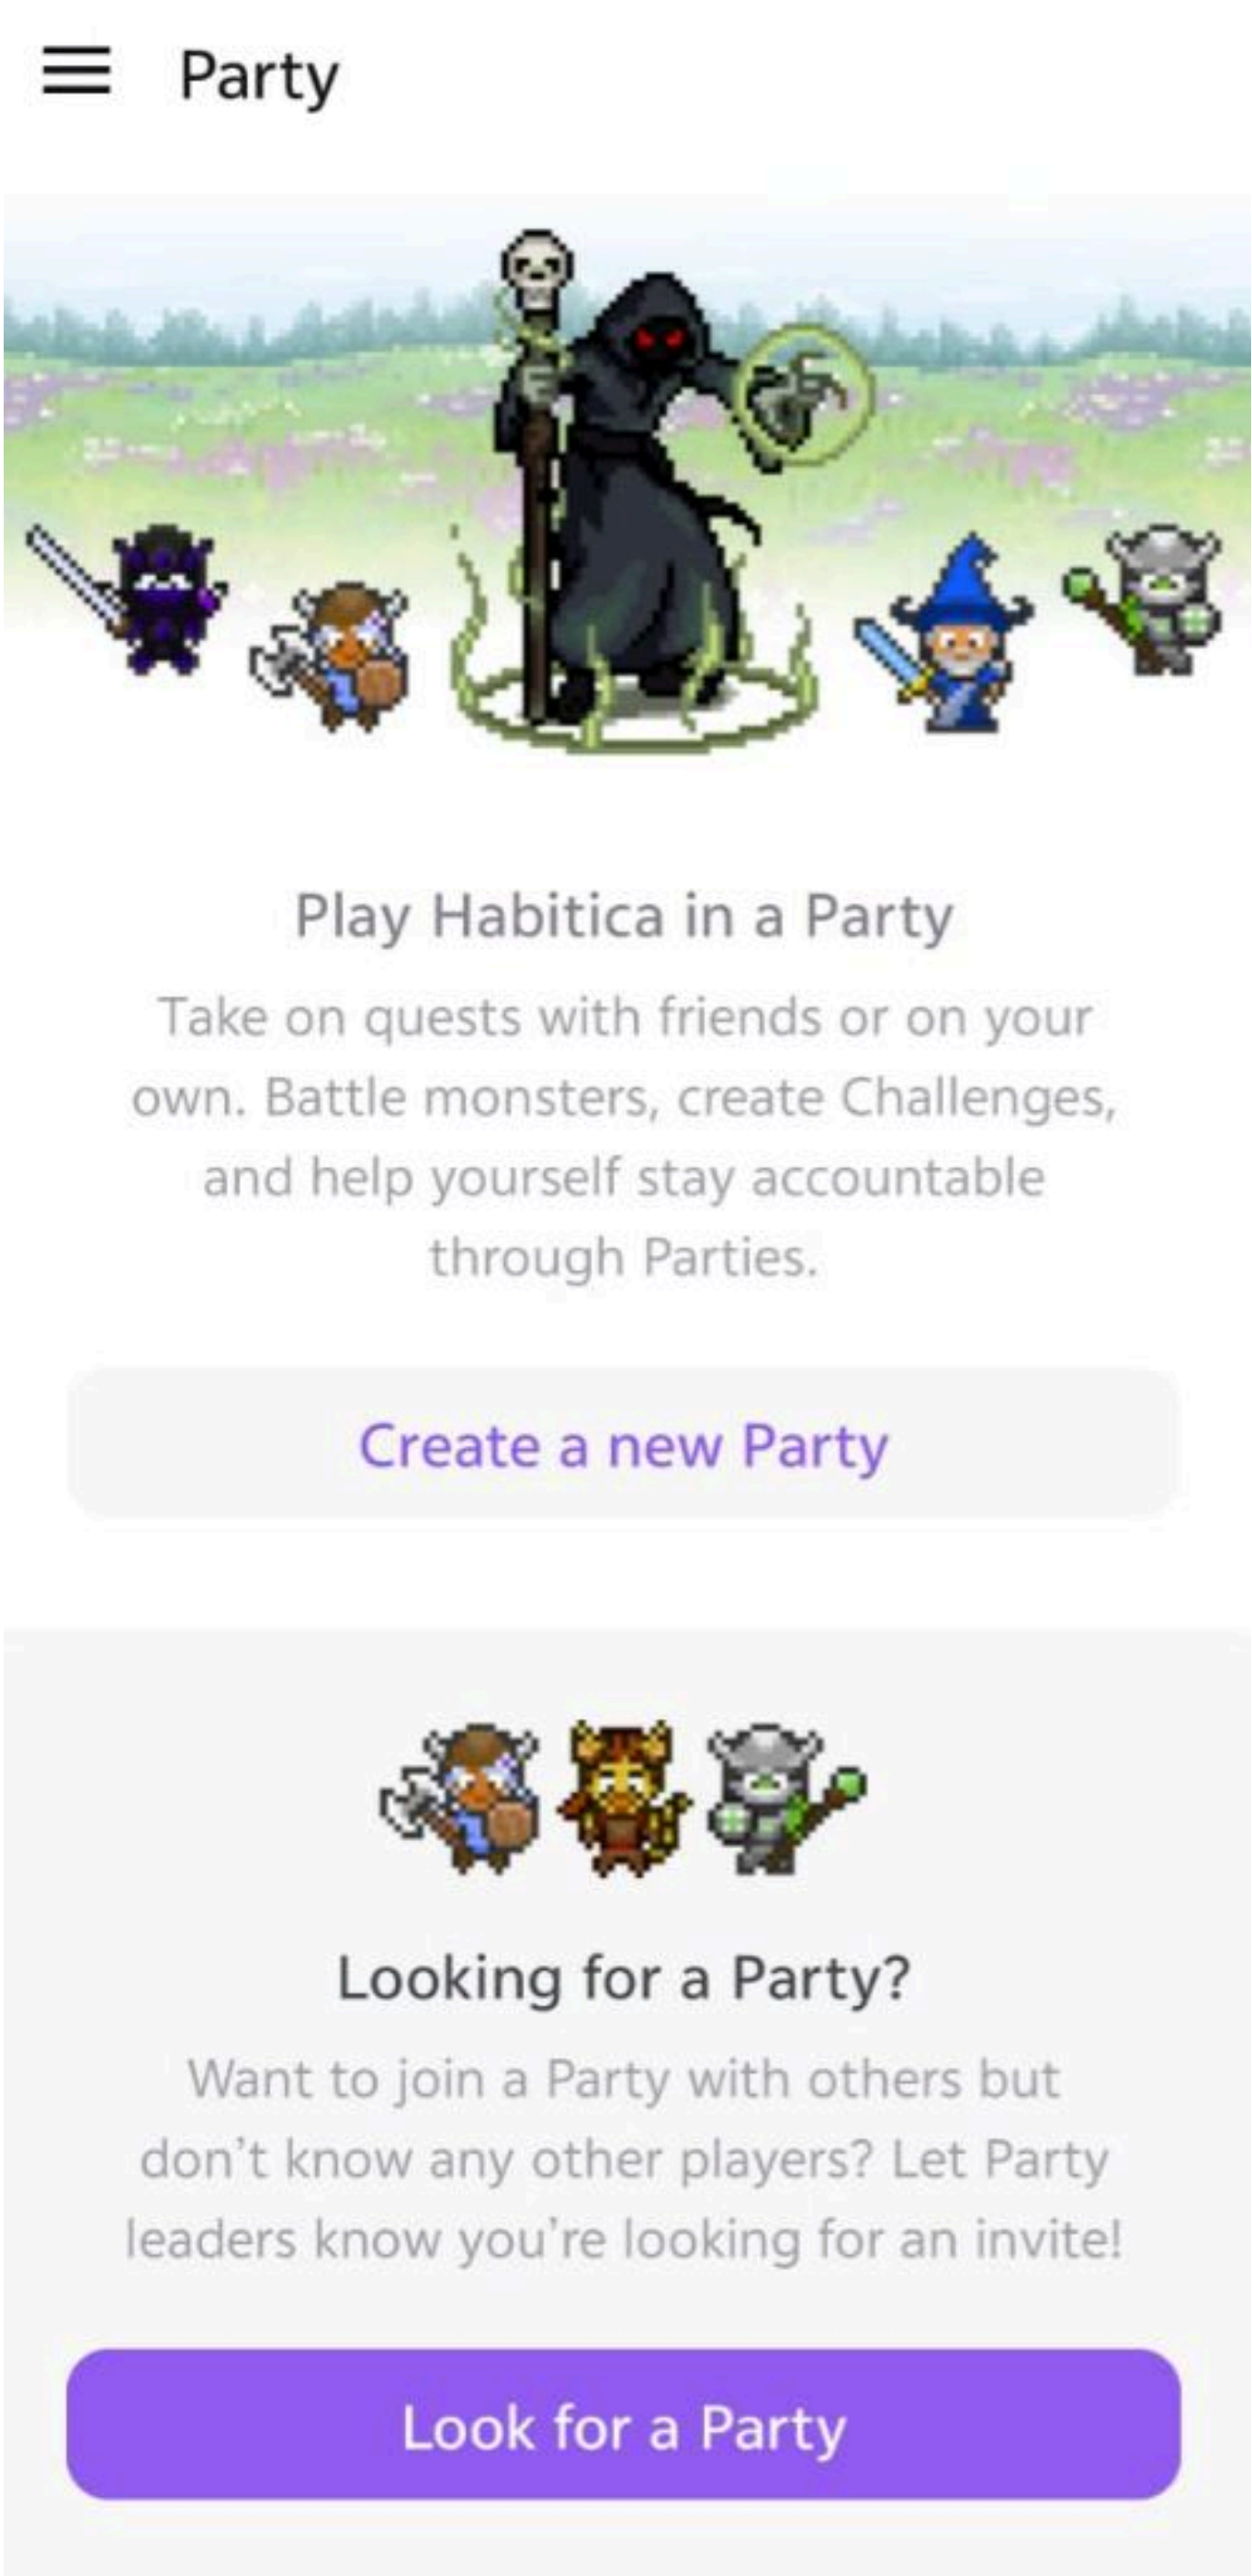 Party
Play Habitica in a Party
Take on quests with friends or on your
own. Battle monsters, create Challenges,
and help yourself stay accountable
through Parties.
Create a new Party
Looking for a Party?
Want to join a Party with others but
don’t know any other players? Let Party
leaders know you’re looking for an invite!
Look for a Party